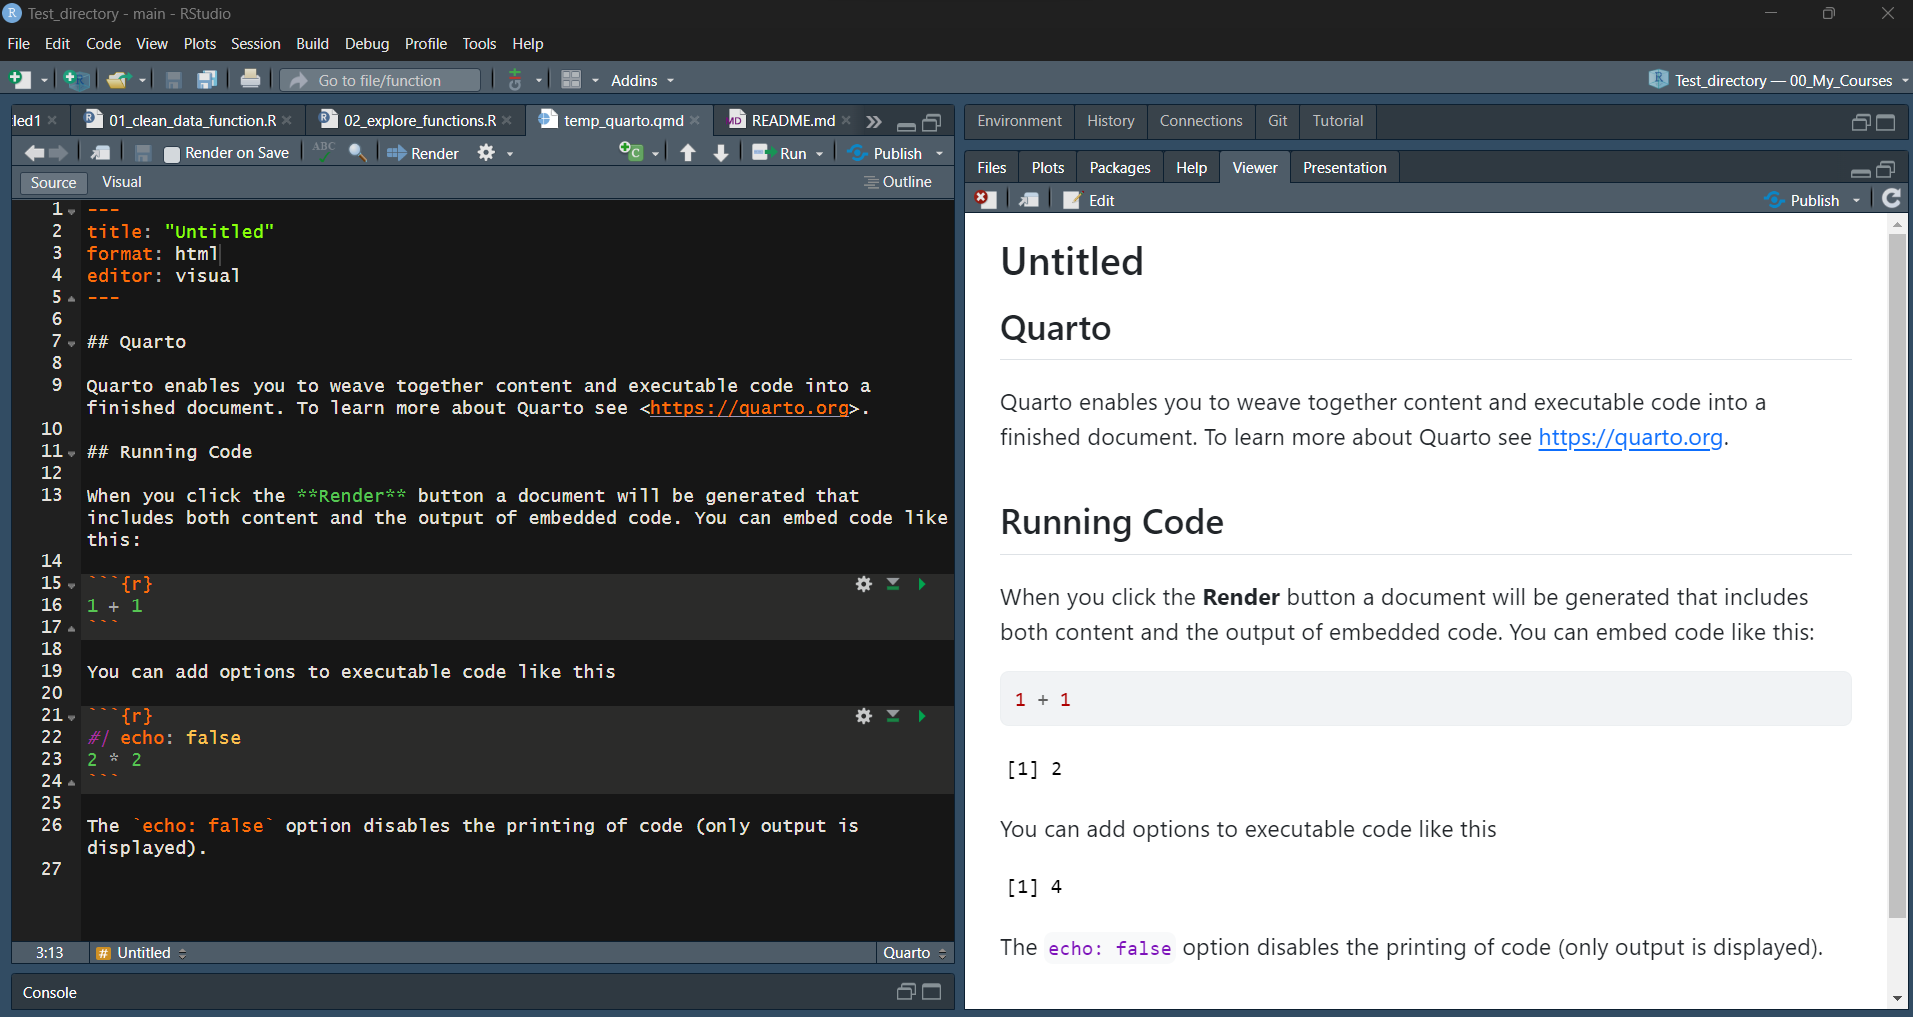 Test_directory - main - RStudio
File Edit Code View Plots Session Build Debug Profile Tools Help
Go to file/function Addins Test_directory — 00_My_Courses
led1 01_clean_data_function.R 02_explore_functions.R temp_quarto.qmd README.md
Render on Save ABC Render Run Publish
Source Visual Outline
1 ---
2 title: "Untitled"
3 format: html
4 editor: visual
5 ---
6
7 ## Quarto
8
9 Quarto enables you to weave together content and executable code into a
finished document. To learn more about Quarto see <https://quarto.org>.
10
11 ## Running Code
12
13 When you click the **Render** button a document will be generated that
includes both content and the output of embedded code. You can embed code like
this:
14
15 ```{r}
16 1 + 1
17 ```
18
19 You can add options to executable code like this
20
21 ```{r}
22 #| echo: false
23 2 * 2
24 ```
25
26 The `echo: false` option disables the printing of code (only output is
displayed).
27
3:13 # Untitled Quarto
Console
Environment History Connections Git Tutorial
Files Plots Packages Help Viewer Presentation
Edit Publish
Untitled
Quarto
Quarto enables you to weave together content and executable code into a
finished document. To learn more about Quarto see https://quarto.org.
Running Code
When you click the Render button a document will be generated that includes
both content and the output of embedded code. You can embed code like this:
1 + 1
[1] 2
You can add options to executable code like this
[1] 4
The echo: false option disables the printing of code (only output is displayed).